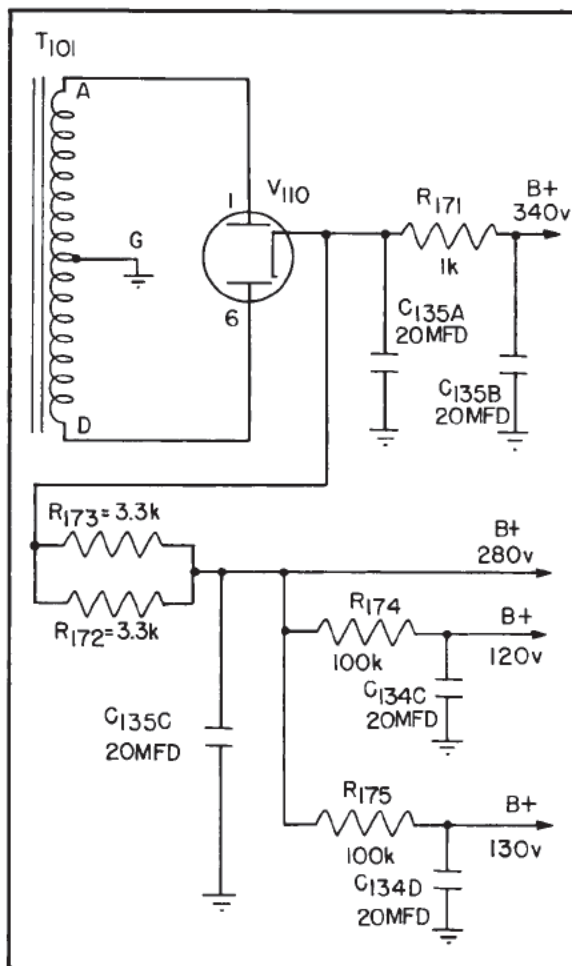 T101
A
1
V110
G
6
D
R171
1k
B+
340v
C135A
20MFD
C135B
20MFD
R173=3.3k
R172=3.3k
B+
280v
R174
100k
B+
120v
C134C
20MFD
C135C
20MFD
R175
100k
B+
130v
C134D
20MFD